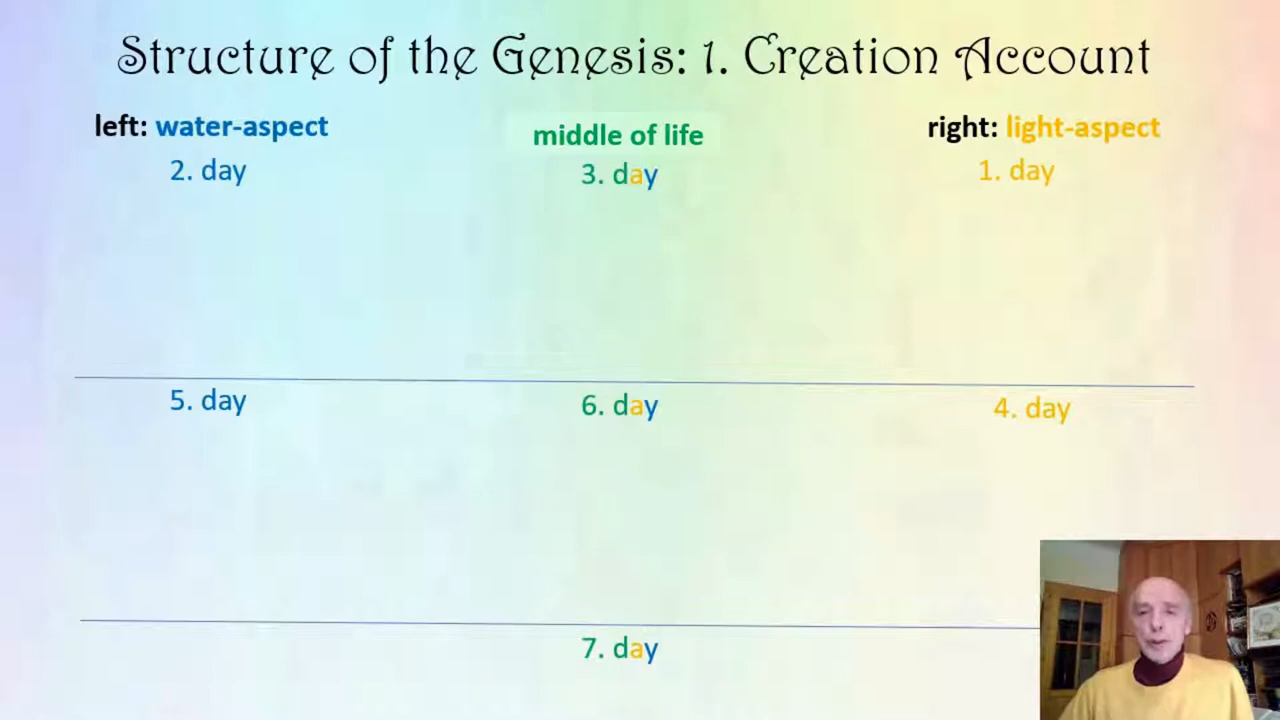 Structure of the Genesis: 1. Creation Account
left: water-aspect
middle of life
right: light-aspect
2. day
3. day
1. day
5. day
6. day
4. day
7. day